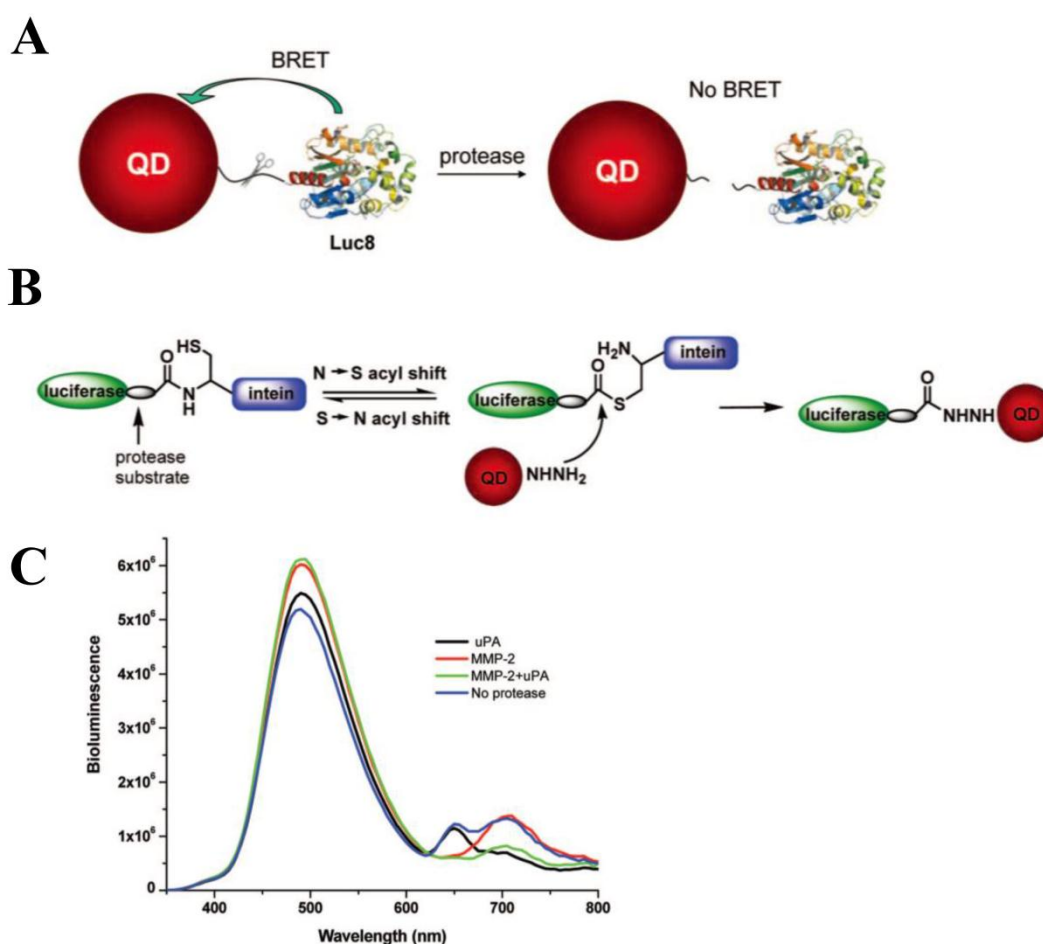 A
BRET
QD
Luc8
protease
No BRET
QD
B
HS
O
N
H
luciferase
intein
protease
substrate
N → S acyl shift
S → N acyl shift
H₂N
O
S
luciferase
intein
QD
NHNH₂
O
luciferase
NHNH
QD
C
Bioluminescence
6x10⁶
5x10⁶
4x10⁶
3x10⁶
2x10⁶
1x10⁶
0
uPA
MMP-2
MMP-2+uPA
No protease
400 500 600 700 800
Wavelength (nm)